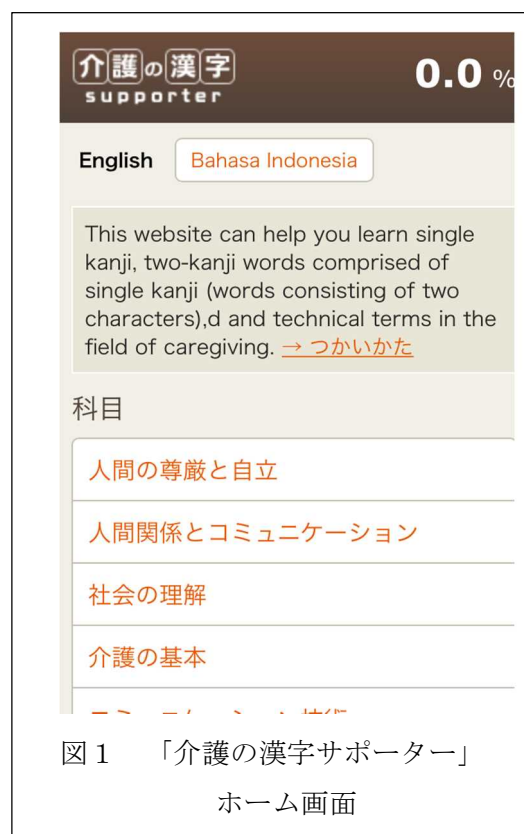 介護の漢字
supporter
0.0 %
English
Bahasa Indonesia
This website can help you learn single
kanji, two-kanji words comprised of
single kanji (words consisting of two
characters),d and technical terms in the
field of caregiving. → つかいかた
科目
人間の尊厳と自立
人間関係とコミュニケーション
社会の理解
介護の基本
図1 「介護の漢字サポーター」
ホーム画面